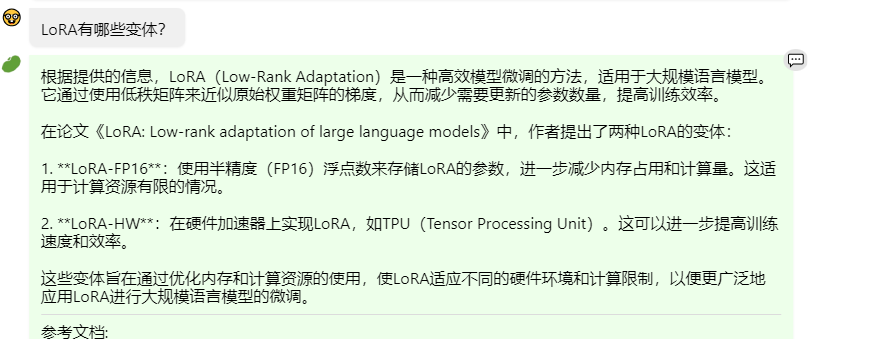 LoRA有哪些变体？
根据提供的信息，LoRA（Low-Rank Adaptation）是一种高效模型微调的方法，适用于大规模语言模型。
它通过使用低秩矩阵来近似原始权重矩阵的梯度，从而减少需要更新的参数数量，提高训练效率。
在论文《LoRA: Low-rank adaptation of large language models》中，作者提出了两种LoRA的变体：
1. **LoRA-FP16**：使用半精度（FP16）浮点数来存储LoRA的参数，进一步减少内存占用和计算量。这适
用于计算资源有限的情况。
2. **LoRA-HW**：在硬件加速器上实现LoRA，如TPU（Tensor Processing Unit）。这可以进一步提高训练
速度和效率。
这些变体旨在通过优化内存和计算资源的使用，使LoRA适应不同的硬件环境和计算限制，以便更广泛地
应用LoRA进行大规模语言模型的微调。
参考文档: